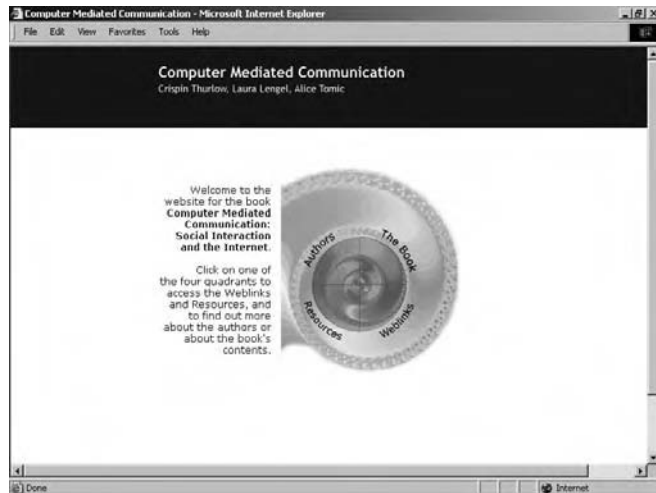 Computer Mediated Communication - Microsoft Internet Explorer
File Edit View Favorites Tools Help
Computer Mediated Communication
Crispin Thurlow, Laura Lengel, Alice Tomic
Welcome to the
website for the book
Computer Mediated
Communication:
Social Interaction
and the Internet.
Click on one of
the four quadrants to
access the Weblinks
and Resources, and
to find out more
about the authors or
about the book's
contents.
Authors
The Book
Resources
Weblinks
Done
Internet